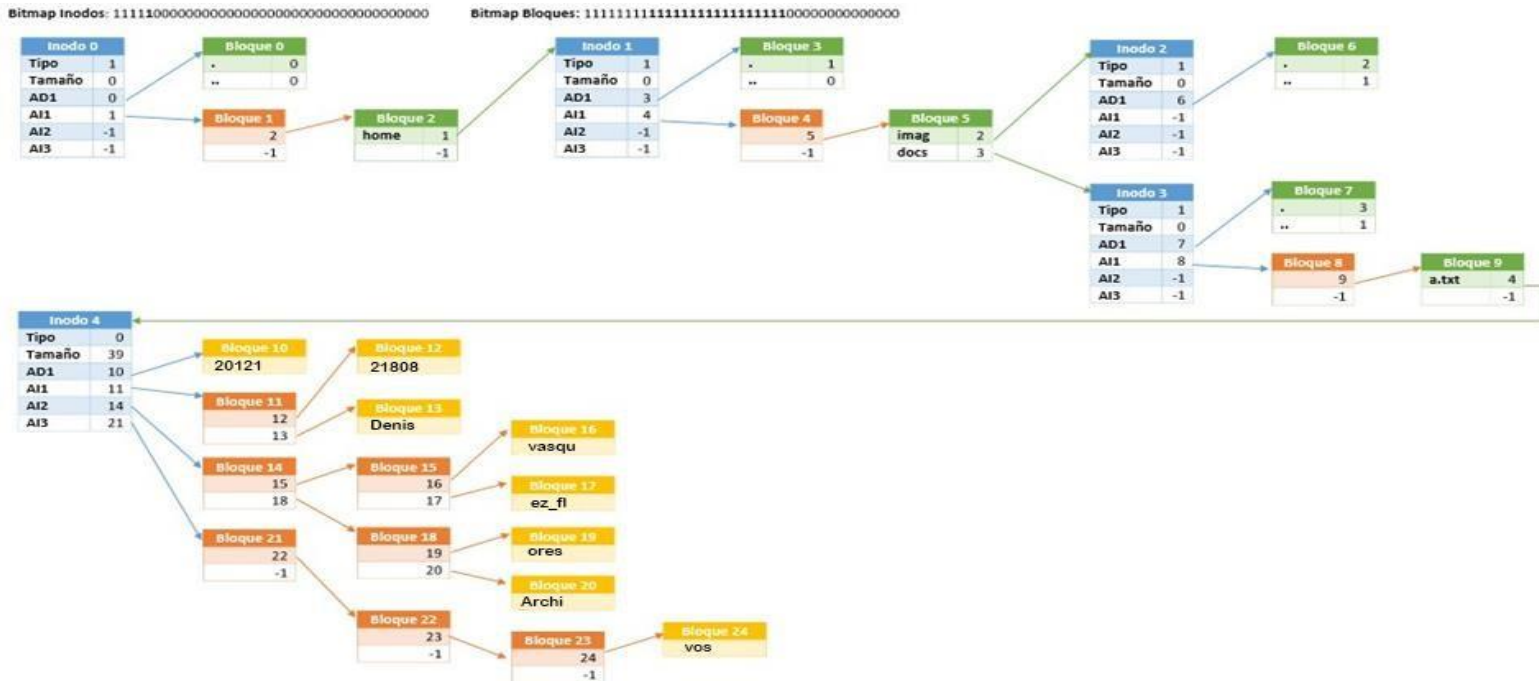 Bitmap Inodos: 1111100000000000000000000000000000000000
Bitmap Bloques: 1111111111111111111111111000000000000000
Inodo 0
Tipo 1
Tamaño 0
AD1 0
AI1 1
AI2 -1
AI3 -1
Bloque 0
. 0
.. 0
Bloque 1
2
-1
Bloque 2
home 1
-1
Inodo 1
Tipo 1
Tamaño 0
AD1 3
AI1 4
AI2 -1
AI3 -1
Bloque 3
. 1
.. 0
Bloque 4
5
-1
Bloque 5
imag 2
docs 3
Inodo 2
Tipo 1
Tamaño 0
AD1 6
AI1 -1
AI2 -1
AI3 -1
Bloque 6
. 2
.. 1
Inodo 3
Tipo 1
Tamaño 0
AD1 7
AI1 8
AI2 -1
AI3 -1
Bloque 7
. 3
.. 1
Bloque 8
9
-1
Bloque 9
a.txt 4
-1
Inodo 4
Tipo 0
Tamaño 39
AD1 10
AI1 11
AI2 14
AI3 21
Bloque 10
20121
Bloque 11
12
13
Bloque 12
21808
Bloque 13
Denis
Bloque 14
15
18
Bloque 15
16
17
Bloque 16
vasqu
Bloque 17
ez_fl
Bloque 18
19
20
Bloque 19
ores
Bloque 20
Archi
Bloque 21
22
-1
Bloque 22
23
-1
Bloque 23
24
-1
Bloque 24
vos